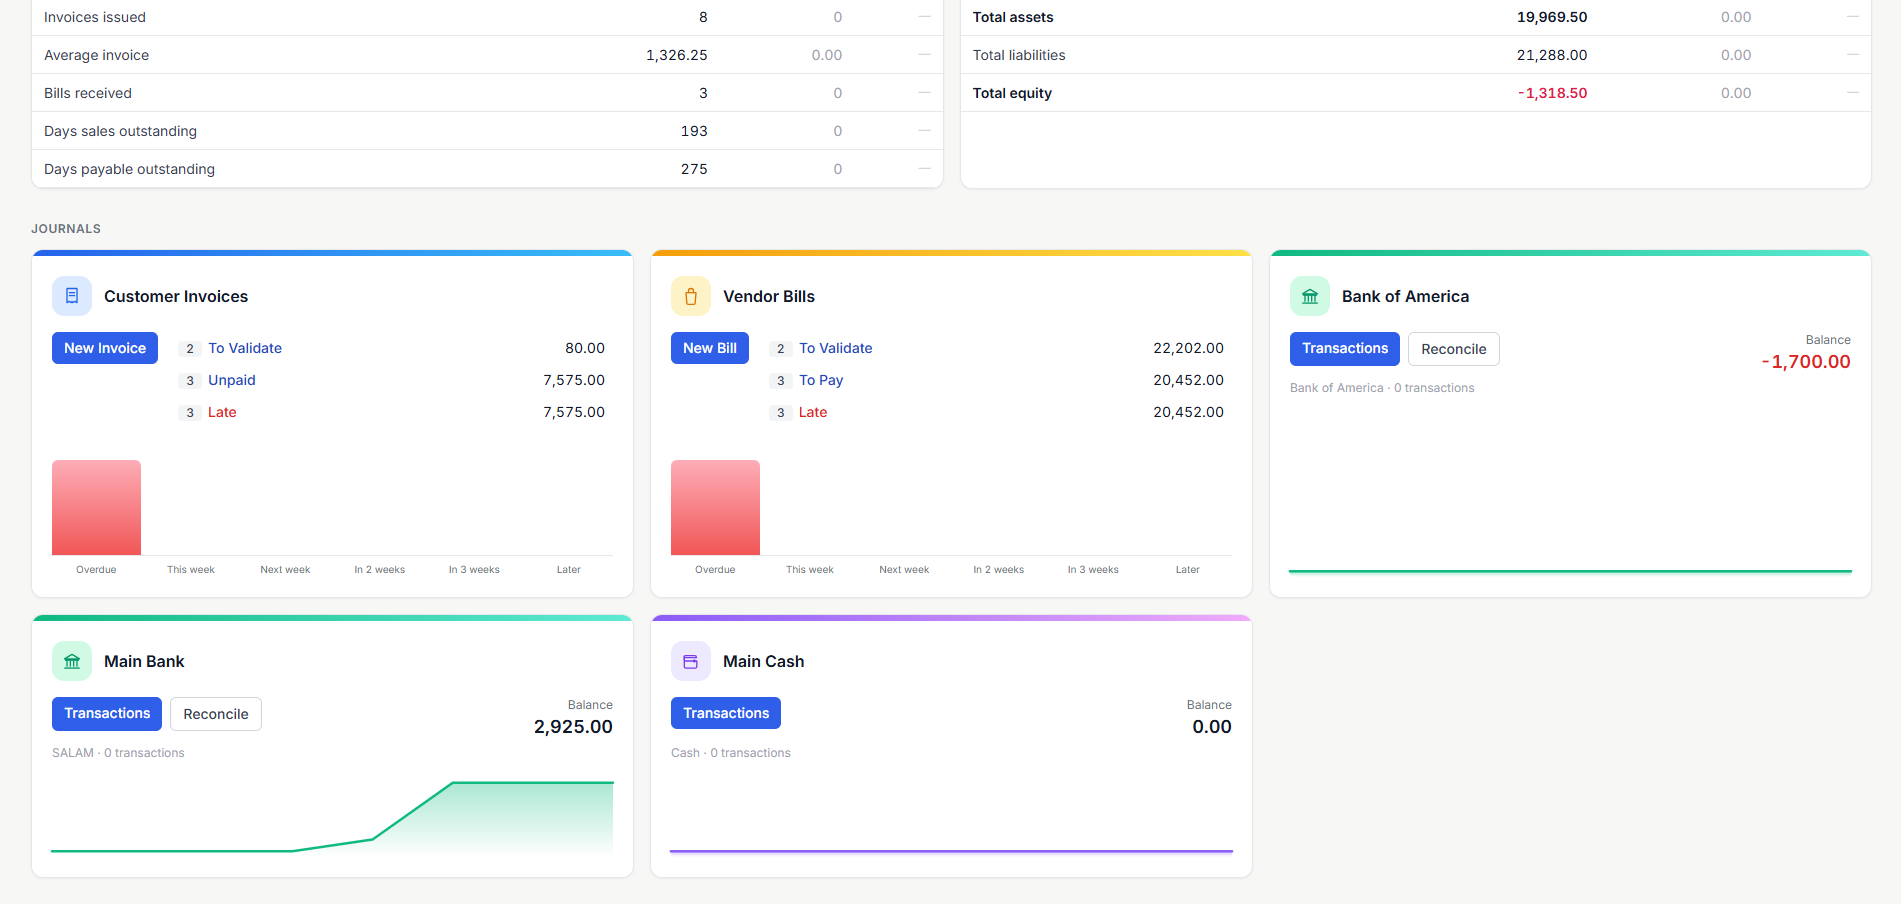 Invoices issued 8 0 —
Average invoice 1,326.25 0.00 —
Bills received 3 0 —
Days sales outstanding 193 0 —
Days payable outstanding 275 0 —
Total assets 19,969.50 0.00 —
Total liabilities 21,288.00 0.00 —
Total equity -1,318.50 0.00 —
JOURNALS
Customer Invoices
New Invoice 2 To Validate 80.00
3 Unpaid 7,575.00
3 Late 7,575.00
Overdue This week Next week In 2 weeks In 3 weeks Later
Vendor Bills
New Bill 2 To Validate 22,202.00
3 To Pay 20,452.00
3 Late 20,452.00
Overdue This week Next week In 2 weeks In 3 weeks Later
Bank of America
Transactions Reconcile Balance
-1,700.00
Bank of America · 0 transactions
Main Bank
Transactions Reconcile Balance
2,925.00
SALAM · 0 transactions
Main Cash
Transactions Balance
0.00
Cash · 0 transactions